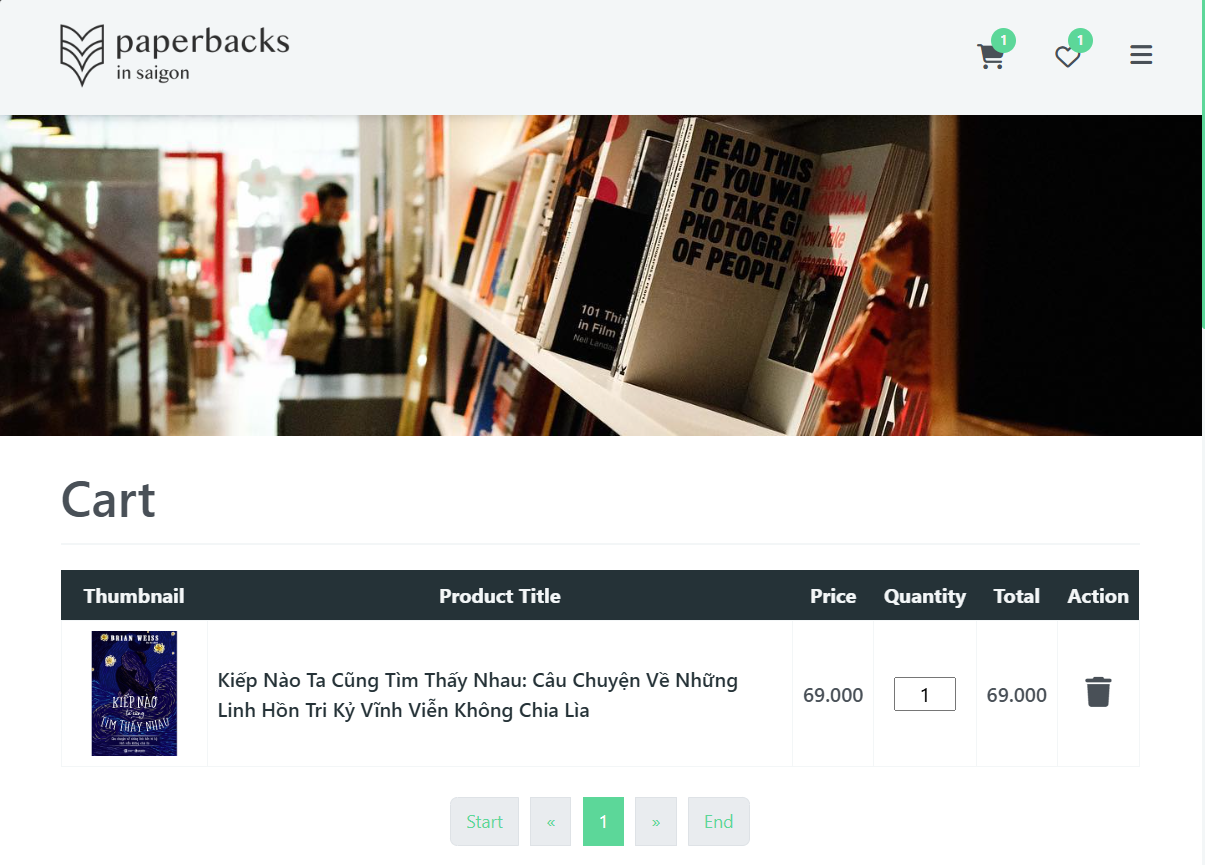 paperbacks
in saigon
1
1
READ THIS
IF YOU WA
TO TAKE G
PHOTOGRA
OF PEOPL
DAIDO
MORIYAMA
How I Take
Photographs
101 Thi
in Film
Neil Landau
Cart
Thumbnail Product Title Price Quantity Total Action
BRIAN WEISS
KIẾP NÀO
ta cũng
TÌM THẤY NHAU
Kiếp Nào Ta Cũng Tìm Thấy Nhau: Câu Chuyện Về Những
Linh Hồn Tri Kỷ Vĩnh Viễn Không Chia Lìa
69.000 1 69.000
Start « 1 » End